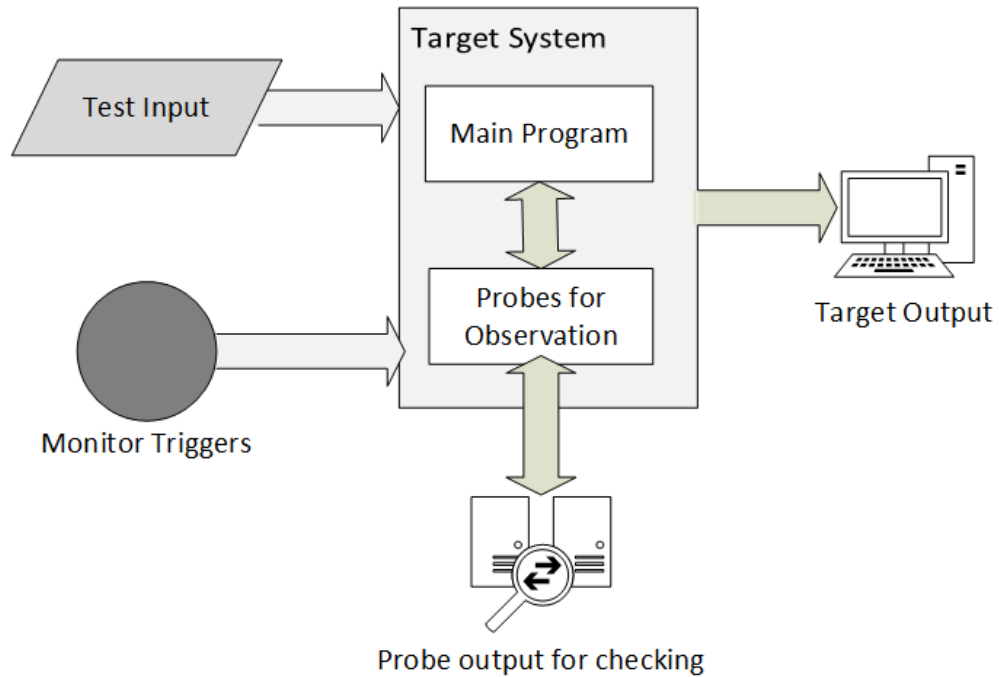 Target System
Test Input
Main Program
Probes for
Observation
Target Output
Monitor Triggers
Probe output for checking